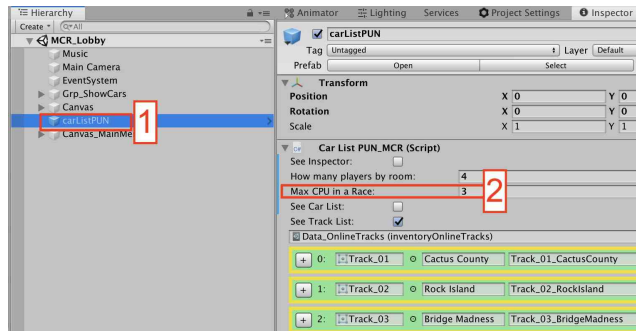 Hierarchy
Create
Q▾All
MCR_Lobby
Music
Main Camera
EventSystem
Grp_ShowCars
Canvas
carListPUN
1
Animator
Lighting
Services
Project Settings
Inspector
carListPUN
Tag Untagged Layer Default
Prefab Open Select
Transform
Position X 0 Y 0
Rotation X 0 Y 0
Scale X 1 Y 1
Car List PUN_MCR (Script)
See Inspector:
How many players by room: 4
Max CPU in a Race: 3
2
See Car List:
See Track List:
Data_OnlineTracks (inventoryOnlineTracks)
+ 0: Track_01 Cactus County Track_01_CactusCounty
+ 1: Track_02 Rock Island Track_02_RockIsland
+ 2: Track_03 Bridge Madness Track_03_BridgeMadness